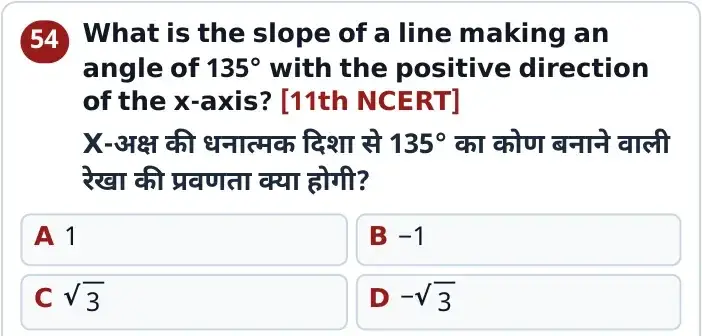 54 What is the slope of a line making an
angle of 135° with the positive direction
of the x-axis? [11th NCERT]
X-अक्ष की धनात्मक दिशा से 135° का कोण बनाने वाली
रेखा की प्रवणता क्या होगी?
A 1
B −1
C √3
D −√3